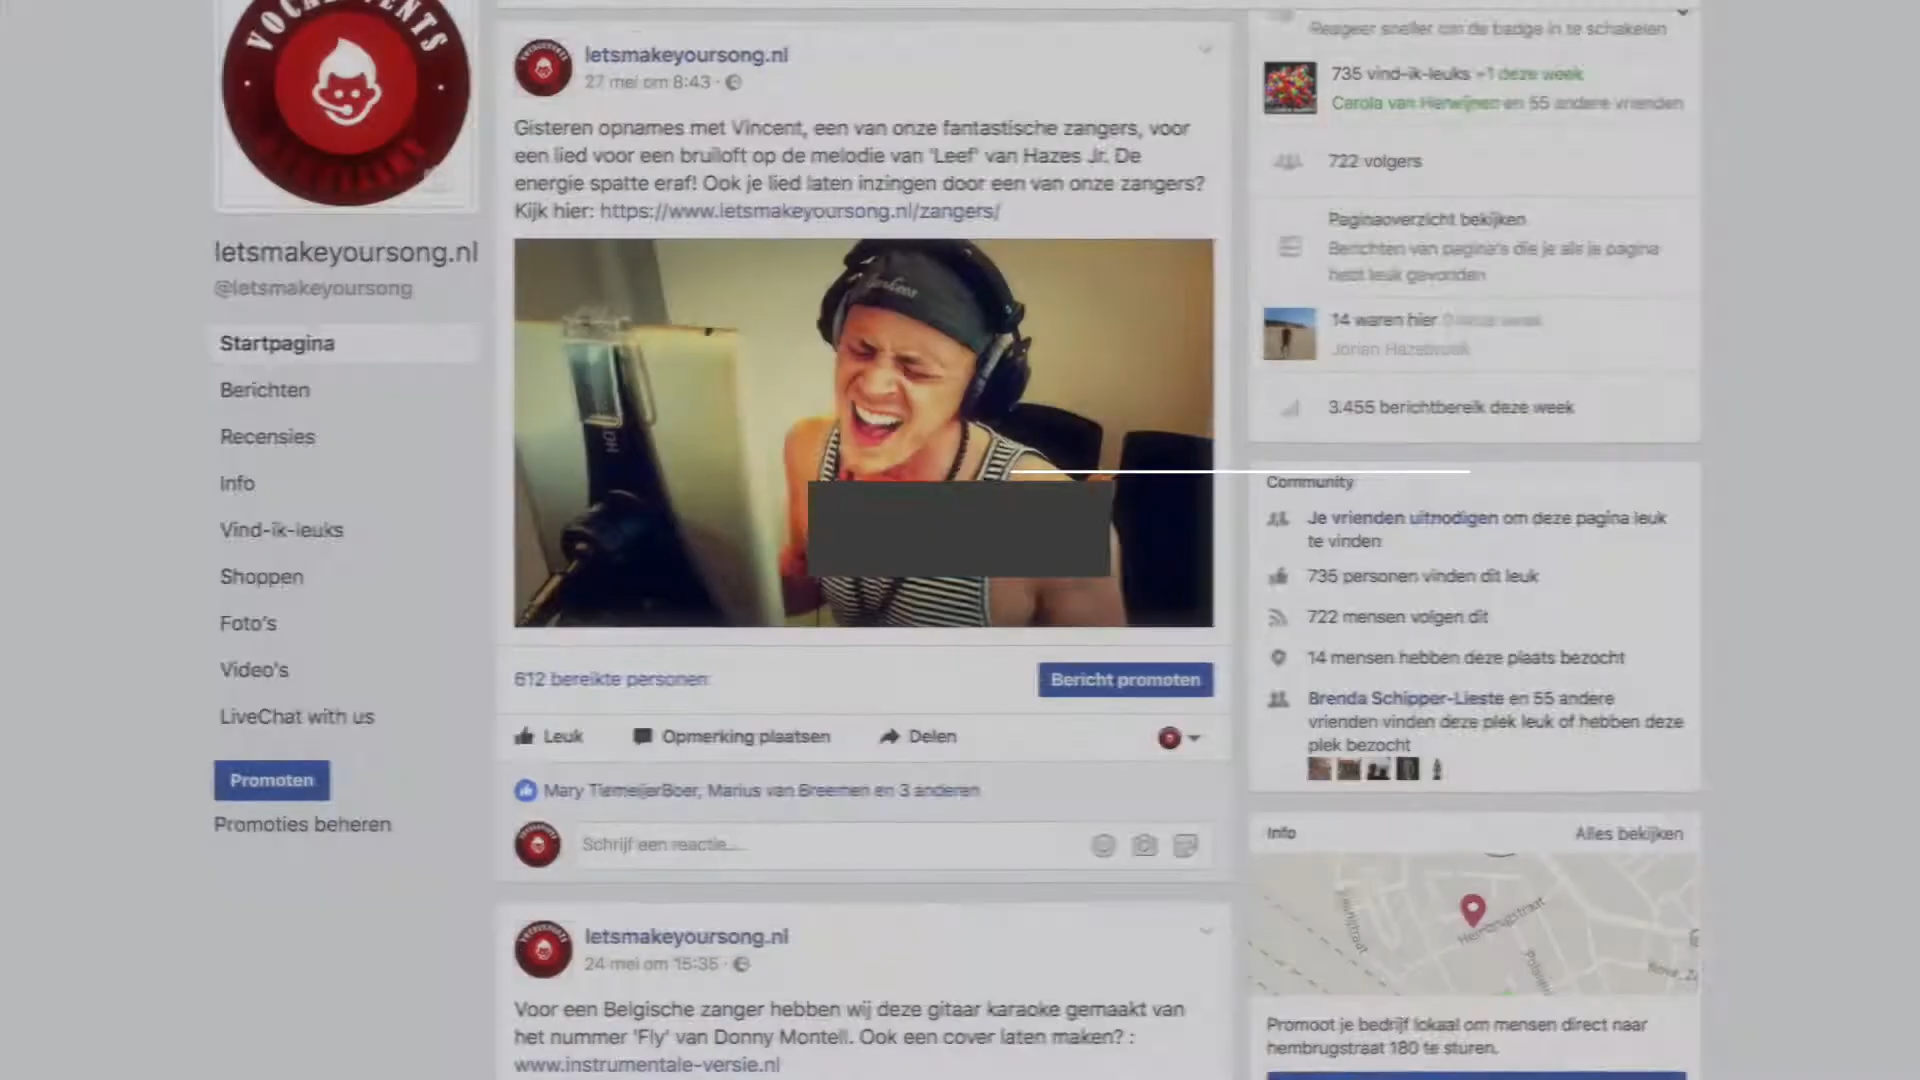 letsmakeyoursong.nl
@letsmakeyoursong
Startpagina
Berichten
Recensies
Info
Vind-ik-leuks
Shoppen
Foto's
Video's
LiveChat with us
Promoten
Promoties beheren
letsmakeyoursong.nl
27 mei om 8:43
Gisteren opnames met Vincent, een van onze fantastische zangers, voor
een lied voor een bruiloft op de melodie van 'Leef' van Hazes Jr. De
energie spatte eraf! Ook je lied laten inzingen door een van onze zangers?
Kijk hier: https://www.letsmakeyoursong.nl/zangers/
612 bereikte personen
Bericht promoten
Leuk
Opmerking plaatsen
Delen
Mary TiemeijerBoer, Marius van Breemen en 3 anderen
Schrijf een reactie...
letsmakeyoursong.nl
24 mei om 15:35
Voor een Belgische zanger hebben wij deze gitaar karaoke gemaakt van
het nummer 'Fly' van Donny Montell. Ook een cover laten maken? :
www.instrumentale-versie.nl
Reageer sneller om de badge in te schakelen
735 vind-ik-leuks +1 deze week
Carola van Herwijnen en 55 andere vrienden
722 volgers
Paginaoverzicht bekijken
Berichten van pagina's die je als je pagina
hebt leuk gevonden
14 waren hier
Jorian Hazebroek
3.455 berichtbereik deze week
Community
Je vrienden uitnodigen om deze pagina leuk
te vinden
735 personen vinden dit leuk
722 mensen volgen dit
14 mensen hebben deze plaats bezocht
Brenda Schipper-Lieste en 55 andere
vrienden vinden deze plek leuk of hebben deze
plek bezocht
Info
Alles bekijken
Hembrugstraat
Promoot je bedrijf lokaal om mensen direct naar
hembrugstraat 180 te sturen.